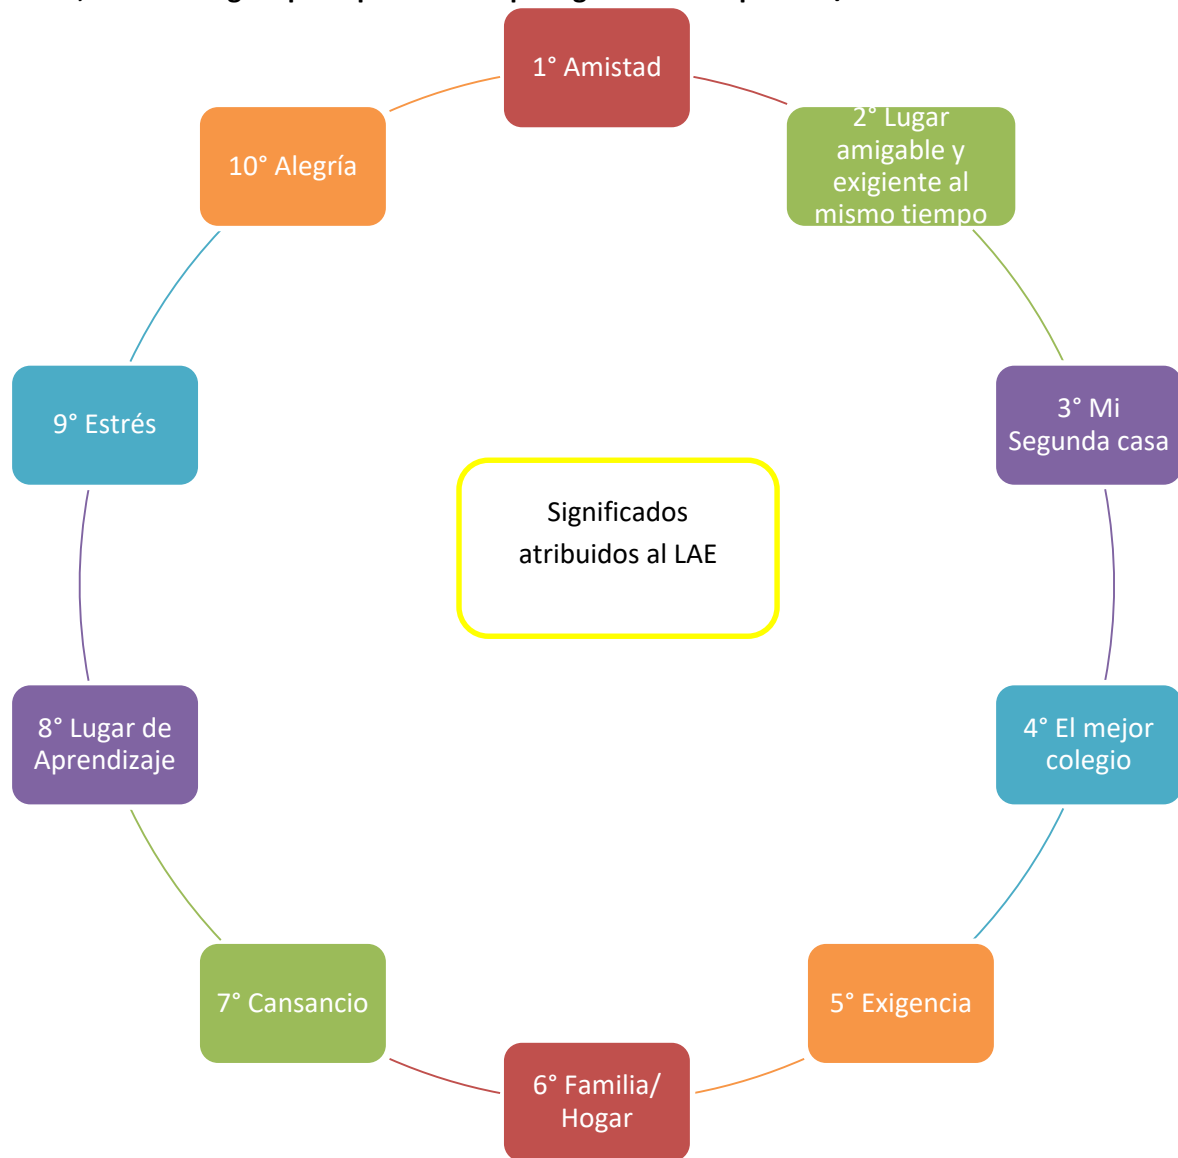 1° Amistad
2° Lugar
amigable y
exigiente al
mismo tiempo
3° Mi
Segunda casa
4° El mejor
colegio
5° Exigencia
6° Familia/
Hogar
7° Cansancio
8° Lugar de
Aprendizaje
9° Estrés
10° Alegría
Significados
atribuidos al LAE